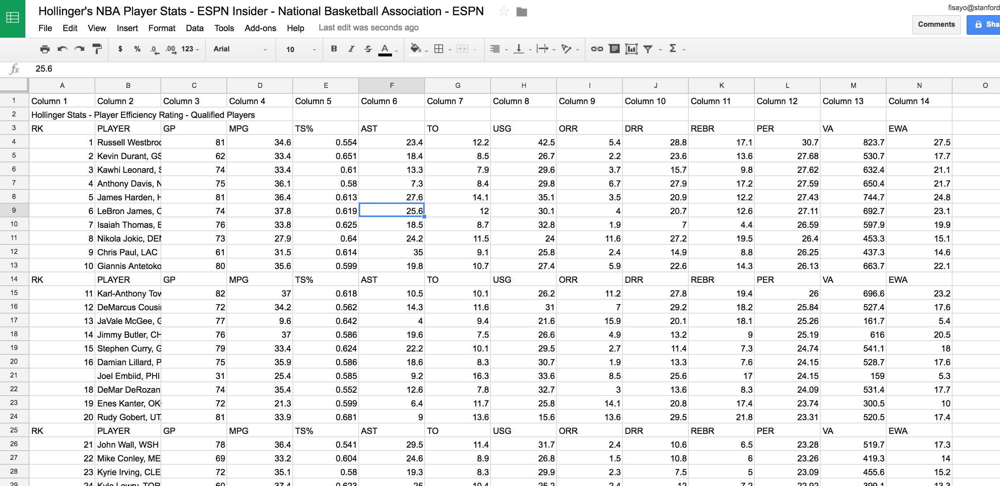 Hollinger's NBA Player Stats - ESPN Insider - National Basketball Association - ESPN
fisayo@stanford
File Edit View Insert Format Data Tools Add-ons Help Last edit was seconds ago
Comments
$ % .0 .00 123 Arial 10 B I S A Σ
fx 25.6
A B C D E F G H I J K L M N O
1 Column 1 Column 2 Column 3 Column 4 Column 5 Column 6 Column 7 Column 8 Column 9 Column 10 Column 11 Column 12 Column 13 Column 14
2 Hollinger Stats - Player Efficiency Rating - Qualified Players
3 RK PLAYER GP MPG TS% AST TO USG ORR DRR REBR PER VA EWA
4 1 Russell Westbroo 81 34.6 0.554 23.4 12.2 42.5 5.4 28.8 17.1 30.7 823.7 27.5
5 2 Kevin Durant, GS 62 33.4 0.651 18.4 8.5 26.7 2.2 23.6 13.6 27.68 530.7 17.7
6 3 Kawhi Leonard, 74 33.4 0.61 13.3 7.9 29.6 3.7 15.7 9.8 27.62 632.4 21.1
7 4 Anthony Davis, N 75 36.1 0.58 7.3 8.4 29.8 6.7 27.9 17.2 27.59 650.4 21.7
8 5 James Harden, H 81 36.4 0.613 27.6 14.1 35.1 3.5 20.9 12.2 27.43 744.7 24.8
9 6 LeBron James, C 74 37.8 0.619 25.6 12 30.1 4 20.7 12.6 27.11 692.7 23.1
10 7 Isaiah Thomas, B 76 33.8 0.625 18.5 8.7 32.8 1.9 7 4.4 26.59 597.9 19.9
11 8 Nikola Jokic, DEN 73 27.9 0.64 24.2 11.5 24 11.6 27.2 19.5 26.4 453.3 15.1
12 9 Chris Paul, LAC 61 31.5 0.614 35 9.1 25.8 2.4 14.9 8.8 26.25 437.3 14.6
13 10 Giannis Antetoko 80 35.6 0.599 19.8 10.7 27.4 5.9 22.6 14.3 26.13 663.7 22.1
14 RK PLAYER GP MPG TS% AST TO USG ORR DRR REBR PER VA EWA
15 11 Karl-Anthony Tow 82 37 0.618 10.5 10.1 26.2 11.2 27.8 19.4 26 696.6 23.2
16 12 DeMarcus Cousi 72 34.2 0.562 14.3 11.6 31 7 29.2 18.2 25.84 527.4 17.6
17 13 JaVale McGee, G 77 9.6 0.642 4 9.4 21.6 15.9 20.1 18.1 25.26 161.7 5.4
18 14 Jimmy Butler, CH 76 37 0.586 19.6 7.5 26.6 4.9 13.2 9 25.19 616 20.5
19 15 Stephen Curry, G 79 33.4 0.624 22.2 10.1 29.5 2.7 11.4 7.3 24.74 541.1 18
20 16 Damian Lillard, P 75 35.9 0.586 18.6 8.3 30.7 1.9 13.3 7.6 24.15 528.7 17.6
21 Joel Embiid, PHI 31 25.4 0.585 9.2 16.3 33.6 8.5 25.6 17 24.15 159 5.3
22 18 DeMar DeRozan 74 35.4 0.552 12.6 7.8 32.7 3 13.6 8.3 24.09 531.4 17.7
23 19 Enes Kanter, OK 72 21.3 0.599 6.4 11.7 25.8 14.1 20.8 17.4 23.74 300.5 10
24 20 Rudy Gobert, UT 81 33.9 0.681 9 13.6 15.6 13.6 29.5 21.8 23.31 520.5 17.4
25 RK PLAYER GP MPG TS% AST TO USG ORR DRR REBR PER VA EWA
26 21 John Wall, WSH 78 36.4 0.541 29.5 11.4 31.7 2.4 10.6 6.5 23.28 519.7 17.3
27 22 Mike Conley, ME 69 33.2 0.604 24.6 8.9 26.8 1.5 10.8 6 23.26 419.3 14
28 23 Kyrie Irving, CLE 72 35.1 0.58 19.3 8.3 29.9 2.3 7.5 5 23.09 455.6 15.2
29 24 Kyle Lowry, TOR 60 37.4 0.623 25 10.4 25.2 2.4 12 7.2 22.92 399.1 13.3